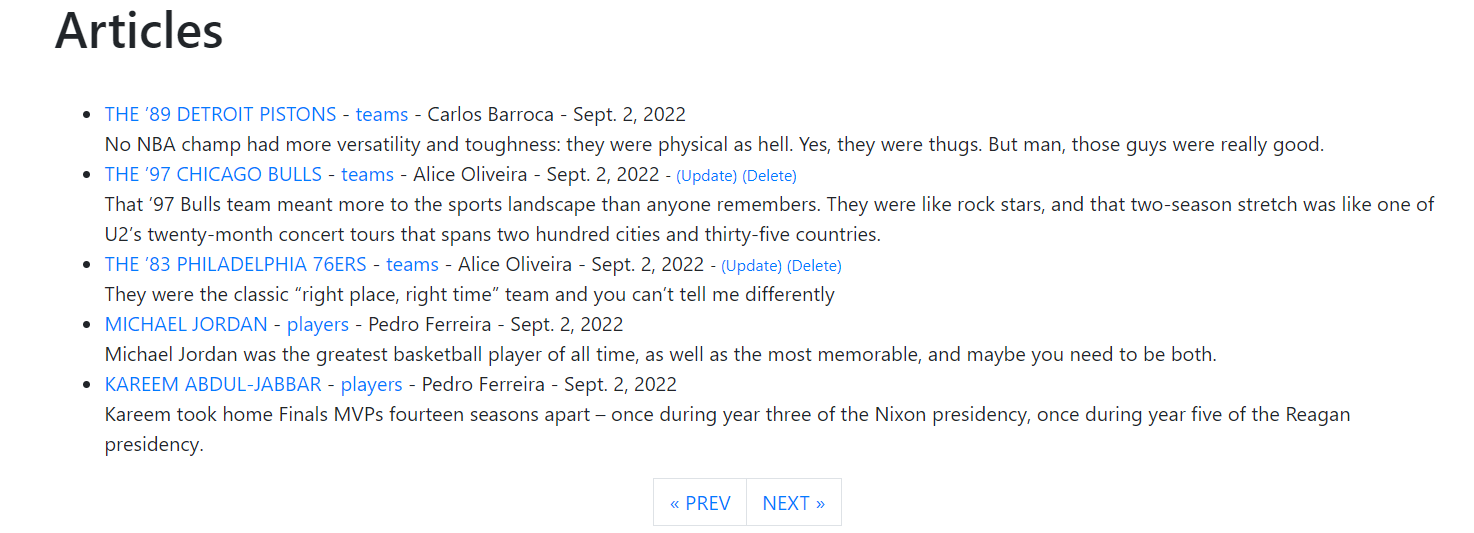 Articles
THE ’89 DETROIT PISTONS - teams - Carlos Barroca - Sept. 2, 2022
No NBA champ had more versatility and toughness: they were physical as hell. Yes, they were thugs. But man, those guys were really good.
THE ’97 CHICAGO BULLS - teams - Alice Oliveira - Sept. 2, 2022 - (Update) (Delete)
That ’97 Bulls team meant more to the sports landscape than anyone remembers. They were like rock stars, and that two-season stretch was like one of
U2’s twenty-month concert tours that spans two hundred cities and thirty-five countries.
THE ’83 PHILADELPHIA 76ERS - teams - Alice Oliveira - Sept. 2, 2022 - (Update) (Delete)
They were the classic “right place, right time” team and you can’t tell me differently
MICHAEL JORDAN - players - Pedro Ferreira - Sept. 2, 2022
Michael Jordan was the greatest basketball player of all time, as well as the most memorable, and maybe you need to be both.
KAREEM ABDUL-JABBAR - players - Pedro Ferreira - Sept. 2, 2022
Kareem took home Finals MVPs fourteen seasons apart – once during year three of the Nixon presidency, once during year five of the Reagan
presidency.
« PREV NEXT »